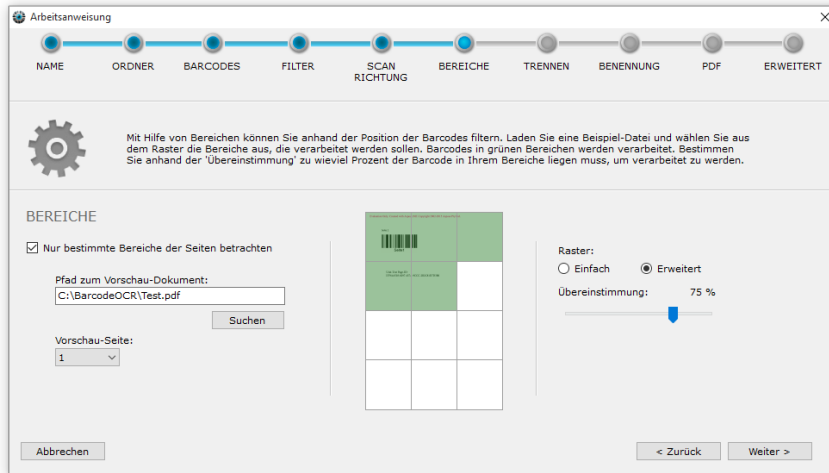 Arbeitsanweisung
NAME
ORDNER
BARCODES
FILTER
SCAN
RICHTUNG
BEREICHE
TRENNEN
BENENNUNG
PDF
ERWEITERT
Mit Hilfe von Bereichen können Sie anhand der Position der Barcodes filtern. Laden Sie eine Beispiel-Datei und wählen Sie aus
dem Raster die Bereiche aus, die verarbeitet werden sollen. Barcodes in grünen Bereichen werden verarbeitet. Bestimmen
Sie anhand der 'Übereinstimmung' zu wieviel Prozent der Barcode in Ihrem Bereiche liegen muss, um verarbeitet zu werden.
BEREICHE
Nur bestimmte Bereiche der Seiten betrachten
Pfad zum Vorschau-Dokument:
C:\BarcodeOCR\Test.pdf
Suchen
Vorschau-Seite:
1
Raster:
Einfach
Erweitert
Übereinstimmung: 75 %
Abbrechen
< Zurück
Weiter >